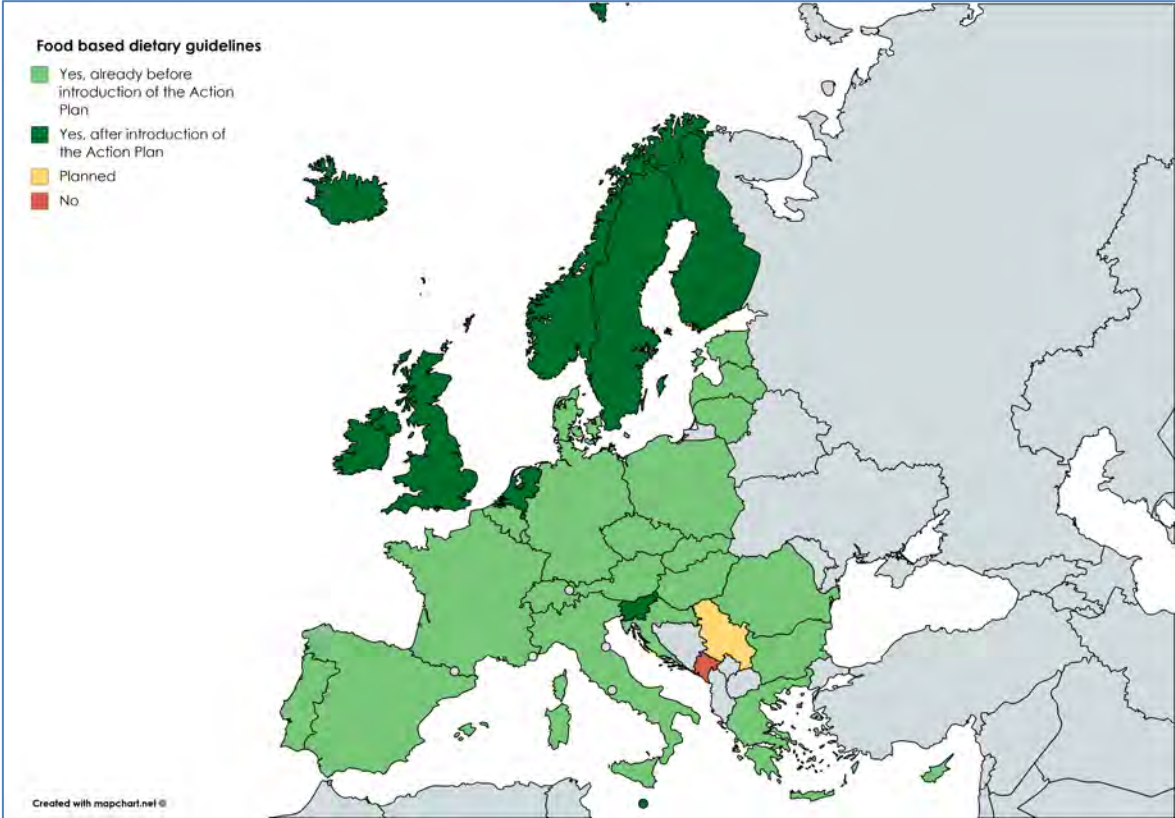 Food based dietary guidelines
Yes, already before
introduction of the Action
Plan
Yes, after introduction of
the Action Plan
Planned
No
Created with mapchart.net ©